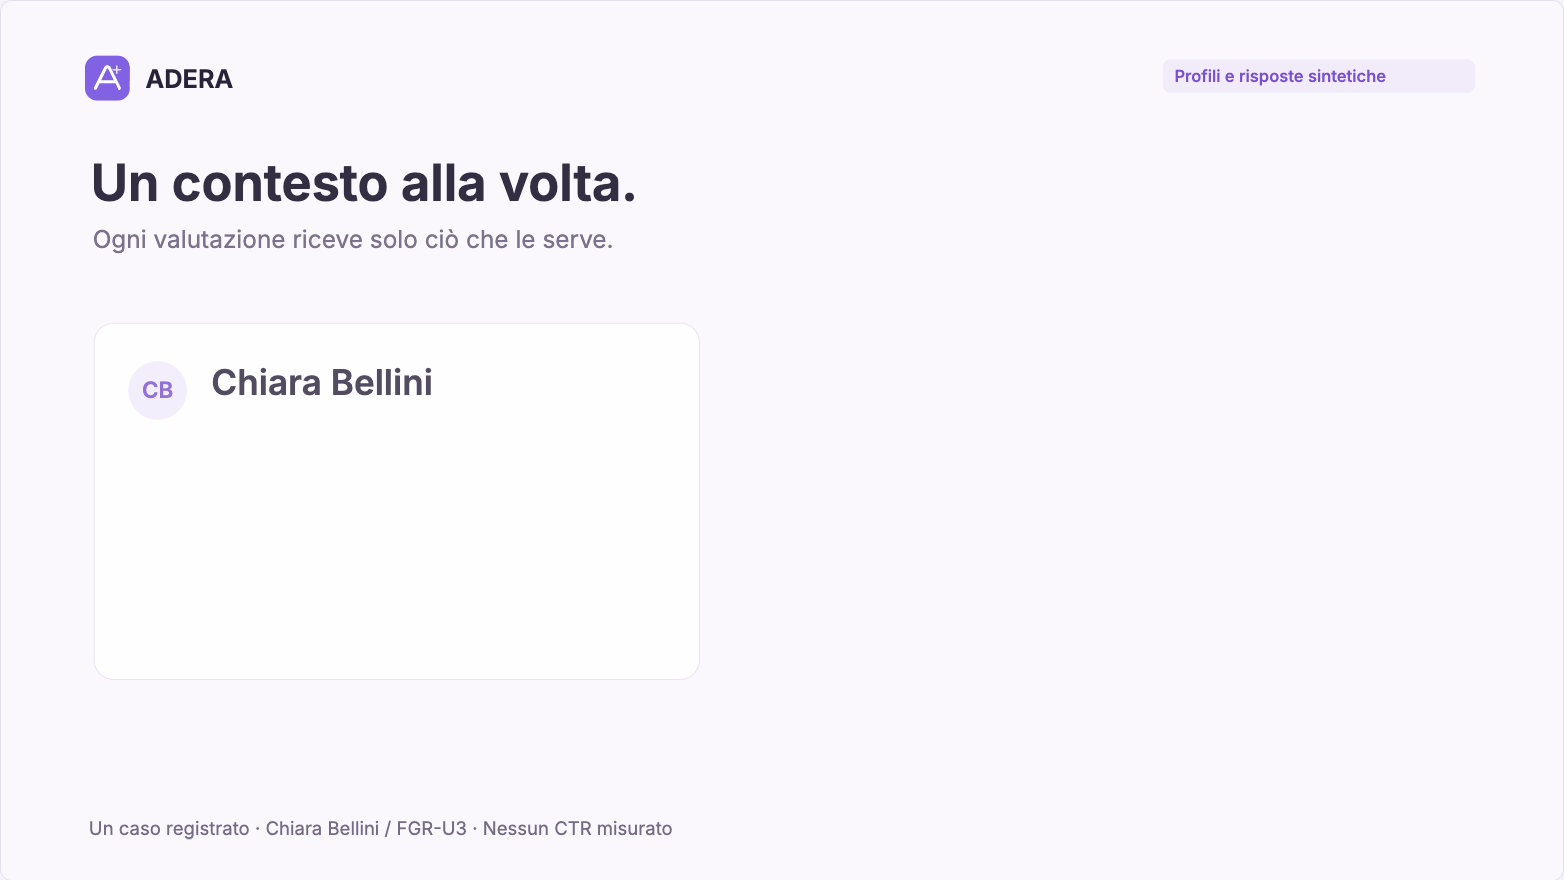 A+ ADERA
Profili e risposte sintetiche
Un contesto alla volta.
Ogni valutazione riceve solo ciò che le serve.
CB Chiara Bellini
Un caso registrato · Chiara Bellini / FGR-U3 · Nessun CTR misurato